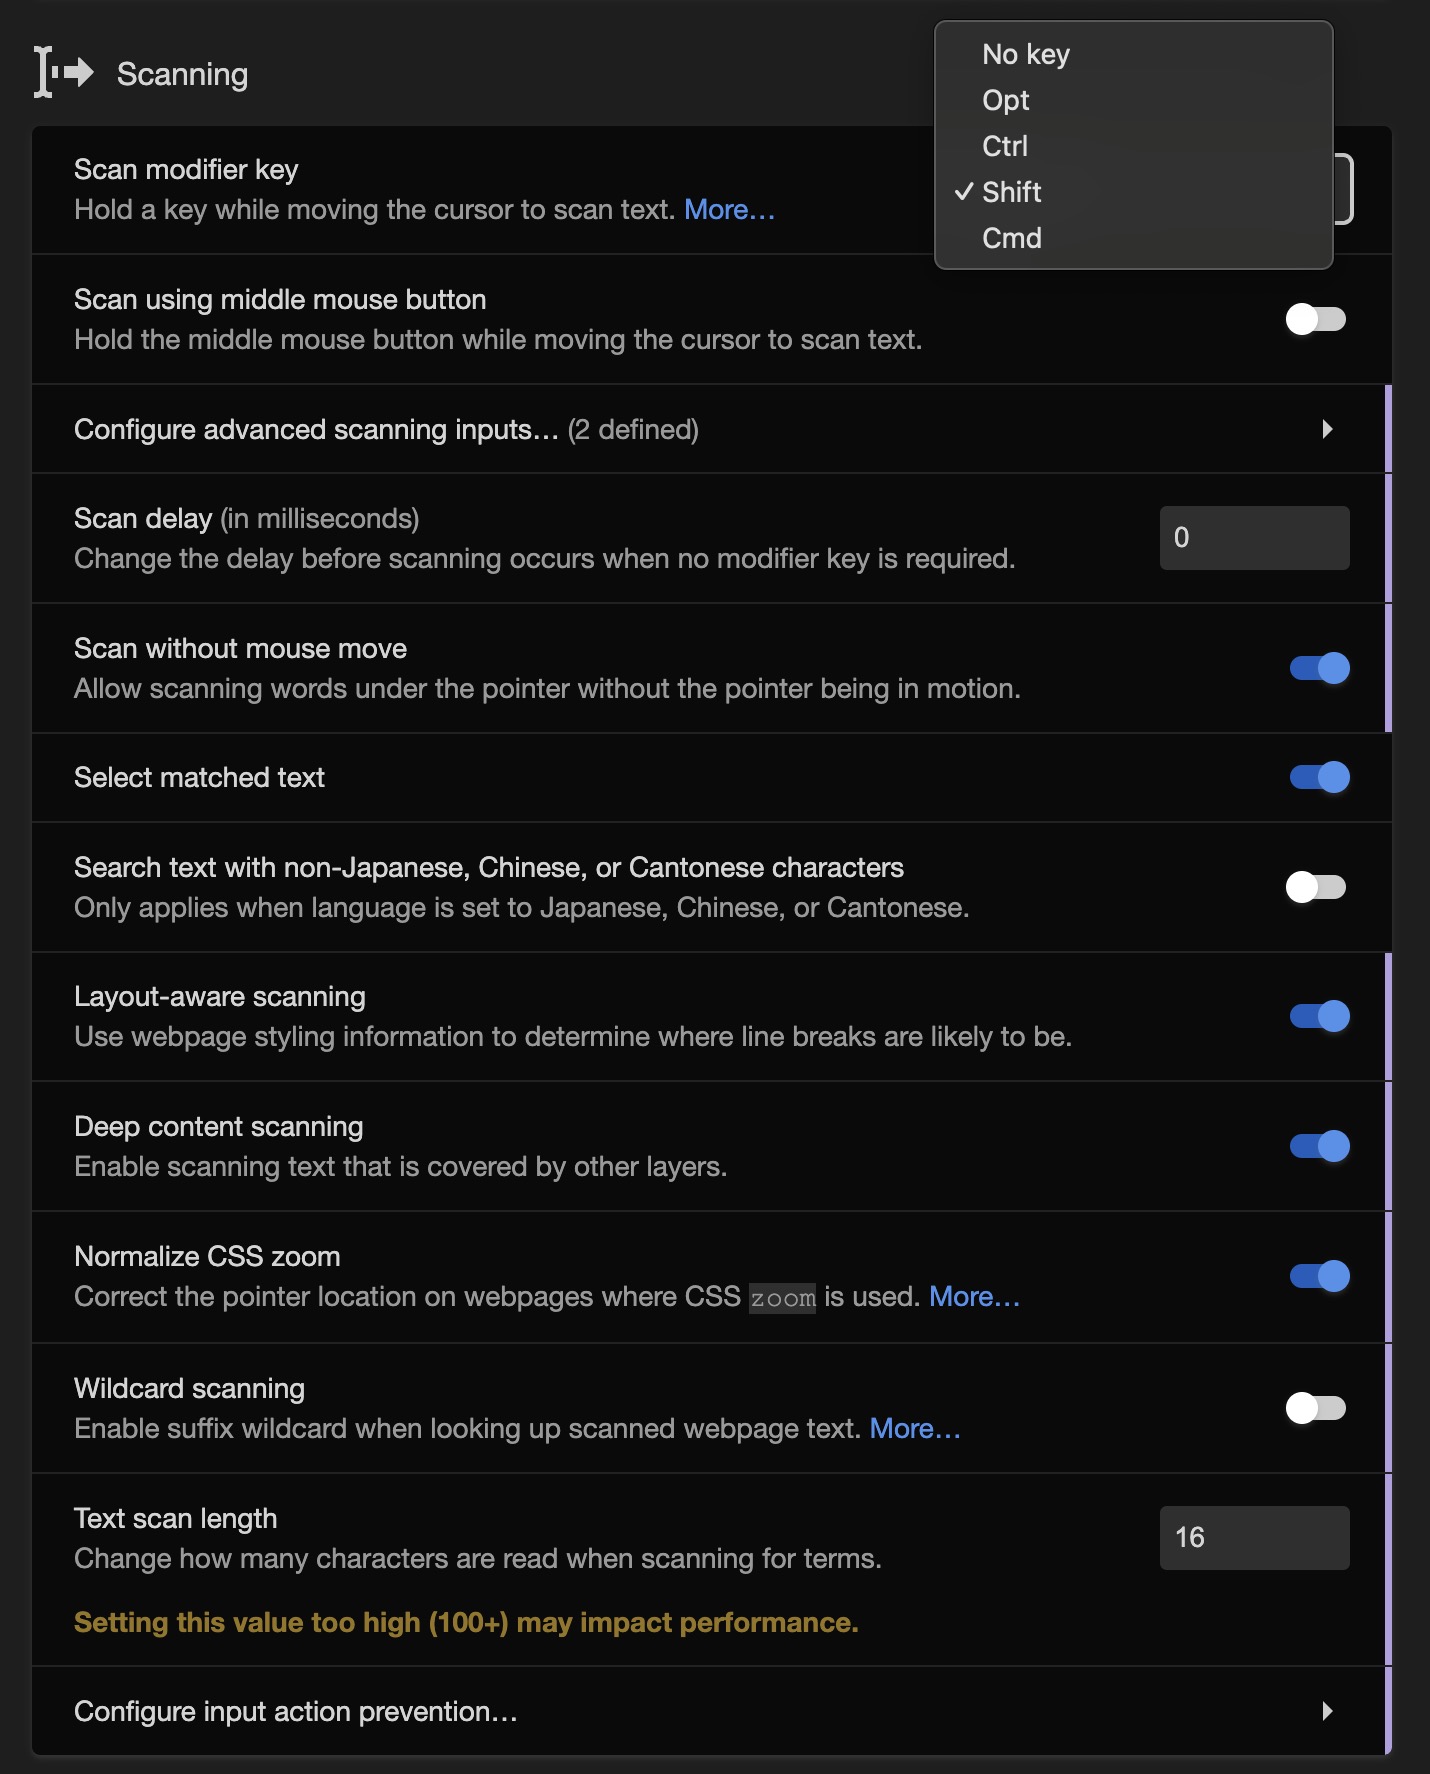 Scanning
No key
Opt
Ctrl
✓ Shift
Cmd
Scan modifier key
Hold a key while moving the cursor to scan text. More…
Scan using middle mouse button
Hold the middle mouse button while moving the cursor to scan text.
Configure advanced scanning inputs… (2 defined)
Scan delay (in milliseconds)
Change the delay before scanning occurs when no modifier key is required.
0
Scan without mouse move
Allow scanning words under the pointer without the pointer being in motion.
Select matched text
Search text with non-Japanese, Chinese, or Cantonese characters
Only applies when language is set to Japanese, Chinese, or Cantonese.
Layout-aware scanning
Use webpage styling information to determine where line breaks are likely to be.
Deep content scanning
Enable scanning text that is covered by other layers.
Normalize CSS zoom
Correct the pointer location on webpages where CSS zoom is used. More…
Wildcard scanning
Enable suffix wildcard when looking up scanned webpage text. More…
Text scan length
Change how many characters are read when scanning for terms.
16
Setting this value too high (100+) may impact performance.
Configure input action prevention…